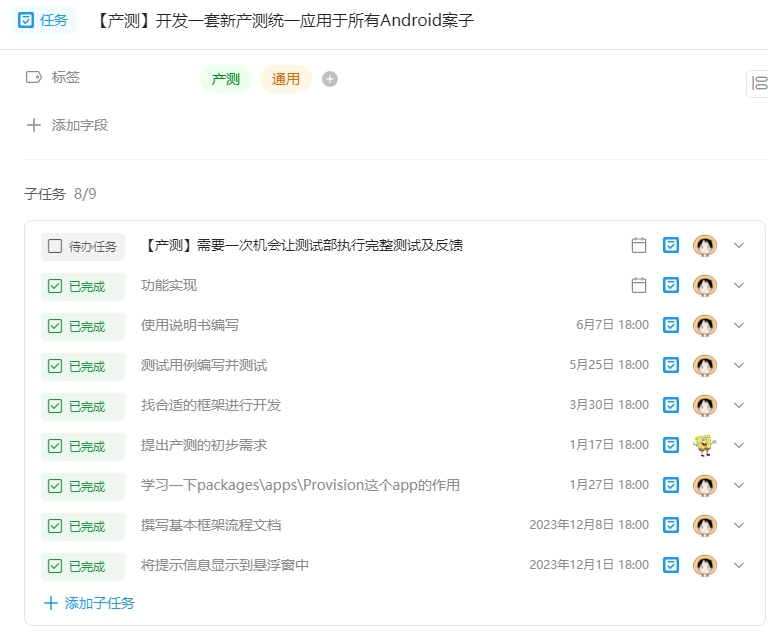 任务 【产测】开发一套新产测统一应用于所有Android案子
标签 产测 通用
添加字段
子任务 8/9
待办任务 【产测】需要一次机会让测试部执行完整测试及反馈
已完成 功能实现
已完成 使用说明书编写 6月7日 18:00
已完成 测试用例编写并测试 5月25日 18:00
已完成 找合适的框架进行开发 3月30日 18:00
已完成 提出产测的初步需求 1月17日 18:00
已完成 学习一下packages\apps\Provision这个app的作用 1月27日 18:00
已完成 撰写基本框架流程文档 2023年12月8日 18:00
已完成 将提示信息显示到悬浮窗中 2023年12月1日 18:00
添加子任务